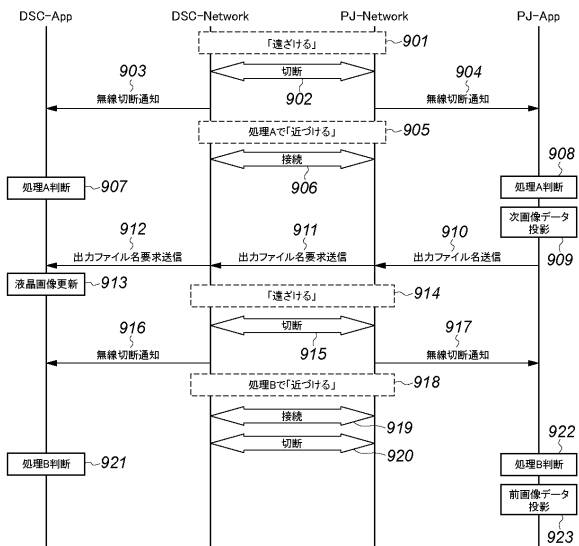 DSC-App
DSC-Network
PJ-Network
PJ-App
「遠ざける」
901
切断
902
903
無線切断通知
904
無線切断通知
処理Aで「近づける」
905
接続
906
処理A判断
907
908
処理A判断
次画像データ
投影
909
912
出力ファイル名要求送信
911
出力ファイル名要求送信
910
出力ファイル名送信
液晶画像更新
913
「遠ざける」
914
切断
915
916
無線切断通知
917
無線切断通知
処理Bで「近づける」
918
接続
919
切断
920
処理B判断
921
922
処理B判断
前画像データ
投影
923